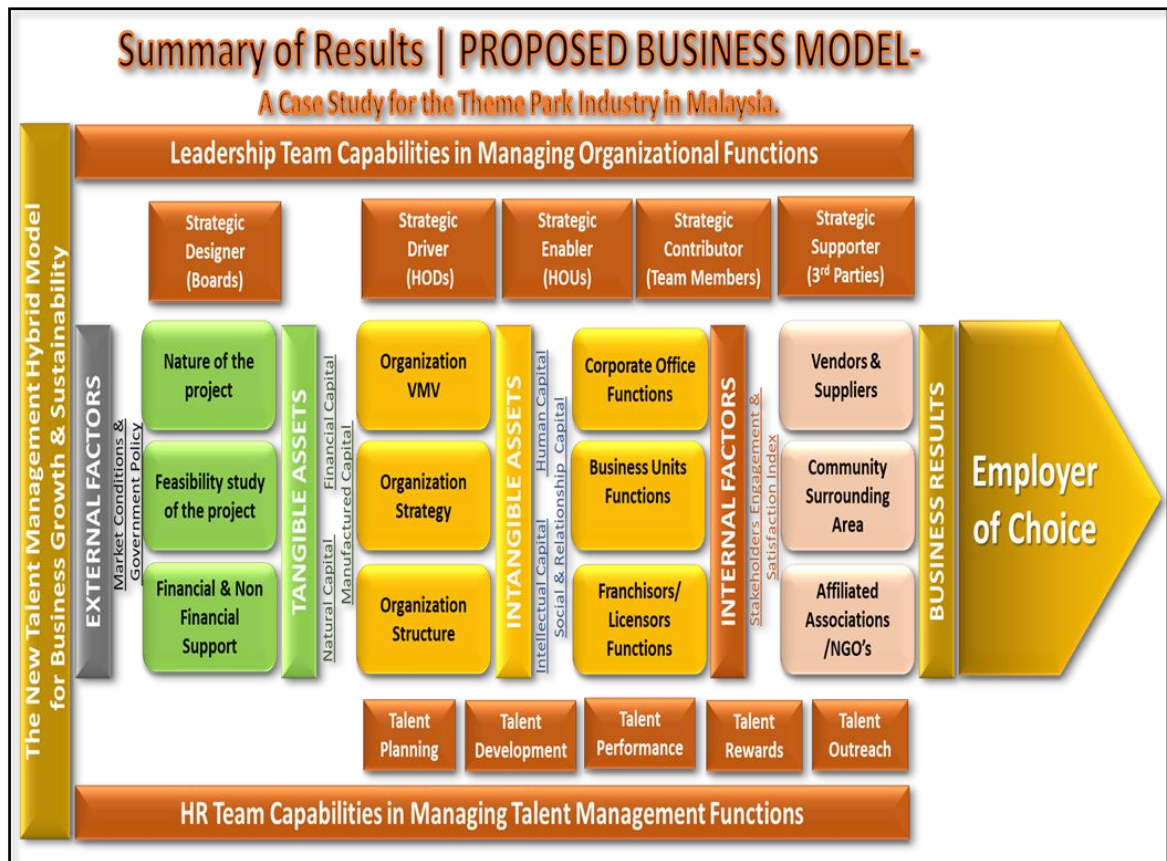 Summary of Results | PROPOSED BUSINESS MODEL-
A Case Study for the Theme Park Industry in Malaysia.
The New Talent Management Hybrid Model
for Business Growth & Sustainability
Leadership Team Capabilities in Managing Organizational Functions
Strategic
Designer
(Boards)
Strategic
Driver
(HODs)
Strategic
Enabler
(HOUs)
Strategic
Contributor
(Team Members)
Strategic
Supporter
(3rd Parties)
EXTERNAL FACTORS
Market Conditions &
Government Policy
Nature of the
project
Feasibility study
of the project
Financial & Non
Financial
Support
TANGIBLE ASSETS
Natural Capital Financial Capital
Manufactured Capital
Organization
VMV
Organization
Strategy
Organization
Structure
INTANGIBLE ASSETS
Intellectual Capital Human Capital
Social & Relationship Capital
Corporate Office
Functions
Business Units
Functions
Franchisors/
Licensors
Functions
INTERNAL FACTORS
Stakeholders Engagement &
Satisfaction Index
Vendors &
Suppliers
Community
Surrounding
Area
Affiliated
Associations
/NGO's
BUSINESS RESULTS
Employer
of Choice
Talent
Planning
Talent
Development
Talent
Performance
Talent
Rewards
Talent
Outreach
HR Team Capabilities in Managing Talent Management Functions